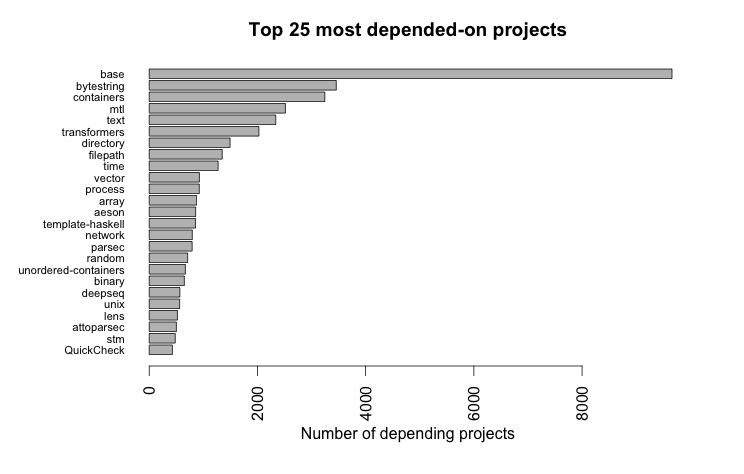 Top 25 most depended-on projects
base
bytestring
containers
mtl
text
transformers
directory
filepath
time
vector
process
array
aeson
template-haskell
network
parsec
random
unordered-containers
binary
deepseq
unix
lens
attoparsec
stm
QuickCheck
0 2000 4000 6000 8000
Number of depending projects